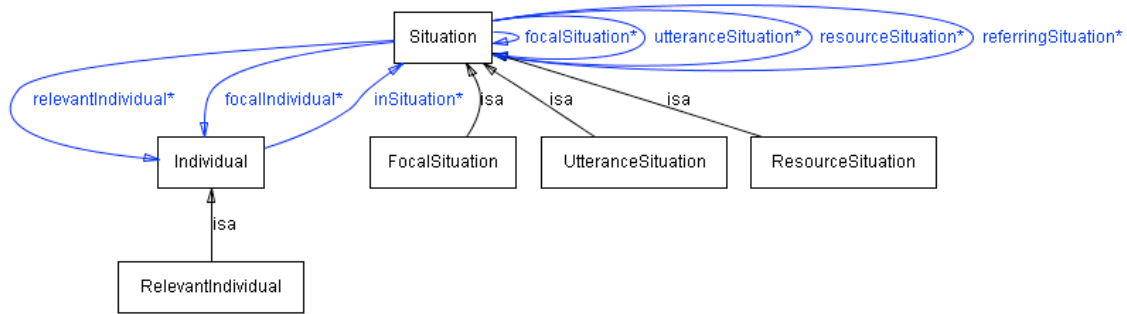 Situation
focalSituation*
utteranceSituation*
resourceSituation*
referringSituation*
relevantIndividual*
focalIndividual*
inSituation*
isa
isa
isa
Individual
FocalSituation
UtteranceSituation
ResourceSituation
isa
RelevantIndividual